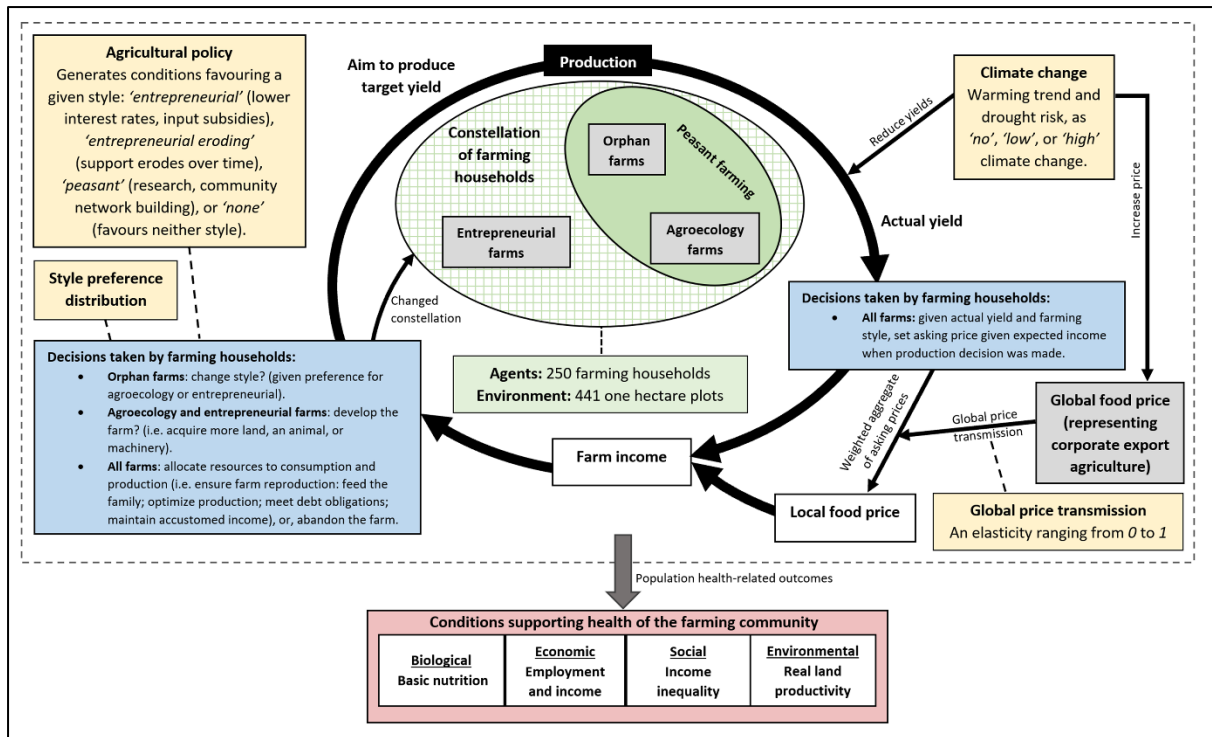 Agricultural policy
Generates conditions favouring a
given style: 'entrepreneurial' (lower
interest rates, input subsidies),
'entrepreneurial eroding'
(support erodes over time),
'peasant' (research, community
network building), or 'none'
(favours neither style).
Style preference
distribution
Aim to produce
target yield
Production
Constellation
of farming
households
Orphan
farms
Peasant farming
Entrepreneurial
farms
Agroecology
farms
Reduce yields
Climate change
Warming trend and
drought risk, as
'no', 'low', or 'high'
climate change.
Increase price
Actual yield
Changed
constellation
Decisions taken by farming households:
• Orphan farms: change style? (given preference for
agroecology or entrepreneurial).
• Agroecology and entrepreneurial farms: develop the
farm? (i.e. acquire more land, an animal, or
machinery).
• All farms: allocate resources to consumption and
production (i.e. ensure farm reproduction: feed the
family; optimize production; meet debt obligations;
maintain accustomed income), or, abandon the farm.
Agents: 250 farming households
Environment: 441 one hectare plots
Decisions taken by farming households:
• All farms: given actual yield and farming
style, set asking price given expected income
when production decision was made.
Weighted aggregate
of asking prices
Global price
transmission
Global food price
(representing
corporate export
agriculture)
Farm income
Local food price
Global price transmission
An elasticity ranging from 0 to 1
Population health-related outcomes
Conditions supporting health of the farming community
Biological
Basic nutrition
Economic
Employment
and income
Social
Income
inequality
Environmental
Real land
productivity